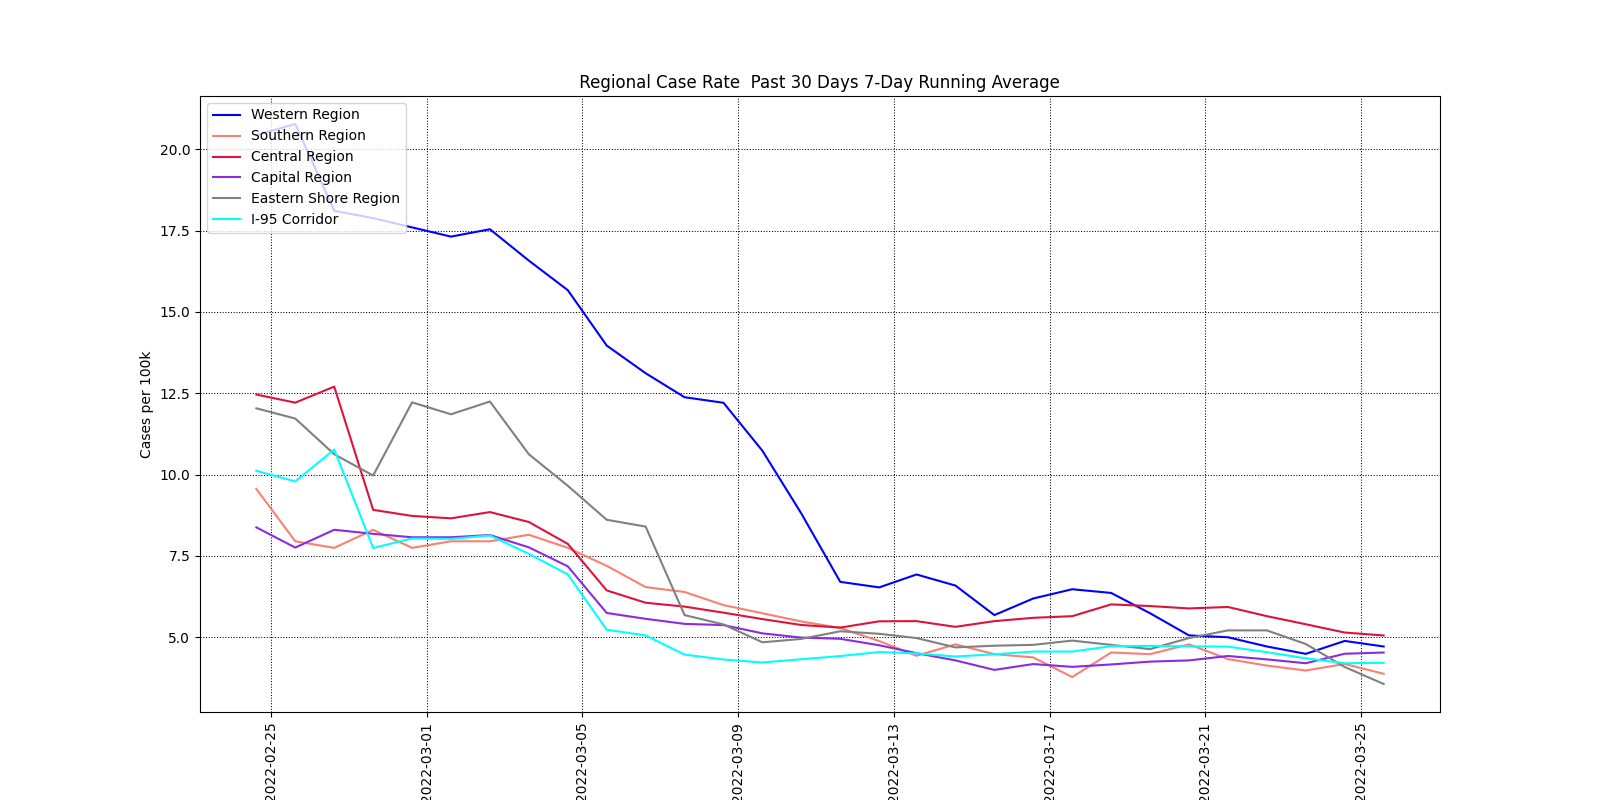 Regional Case Rate  Past 30 Days 7-Day Running Average
Western Region
Southern Region
Central Region
Capital Region
Eastern Shore Region
I-95 Corridor
Cases per 100k
20.0
17.5
15.0
12.5
10.0
7.5
5.0
2022-02-25
2022-03-01
2022-03-05
2022-03-09
2022-03-13
2022-03-17
2022-03-21
2022-03-25